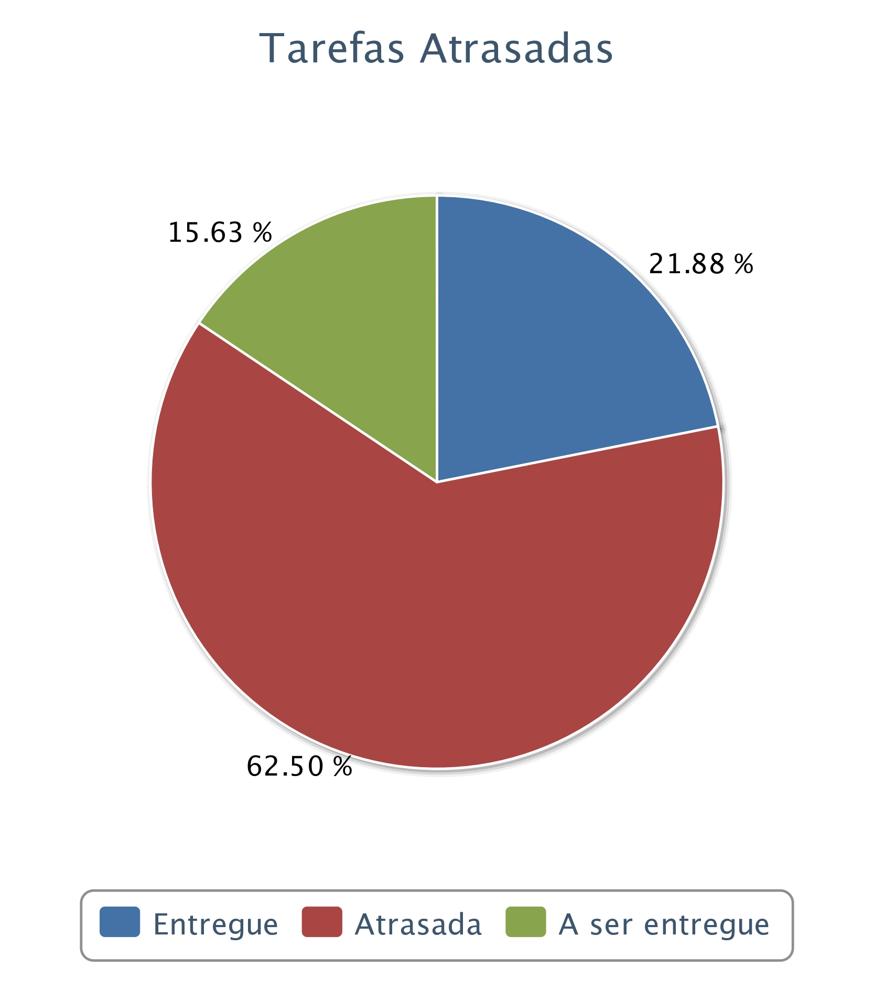 Tarefas Atrasadas
15.63 %
21.88 %
62.50 %
Entregue Atrasada A ser entregue